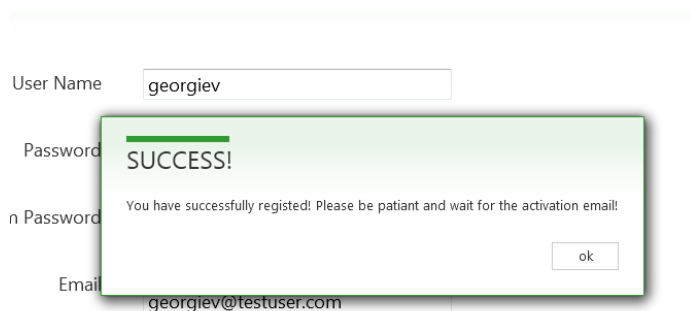 User Name georgiev
Password
SUCCESS!
You have successfully registed! Please be patiant and wait for the activation email!
n Password
ok
Email
georgiev@testuser.com